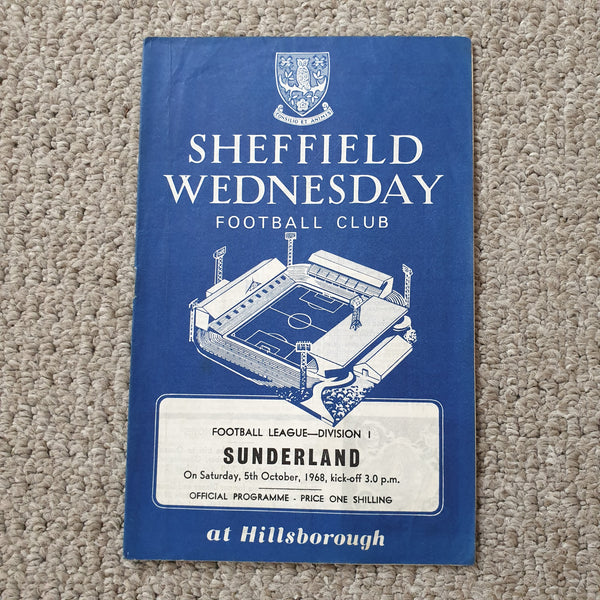 CONSILIO ET ANIMIS
SHEFFIELD
WEDNESDAY
FOOTBALL CLUB
FOOTBALL LEAGUE—DIVISION I
SUNDERLAND
On Saturday, 5th October, 1968, kick-off 3.0 p.m.
OFFICIAL PROGRAMME - PRICE ONE SHILLING
at Hillsborough